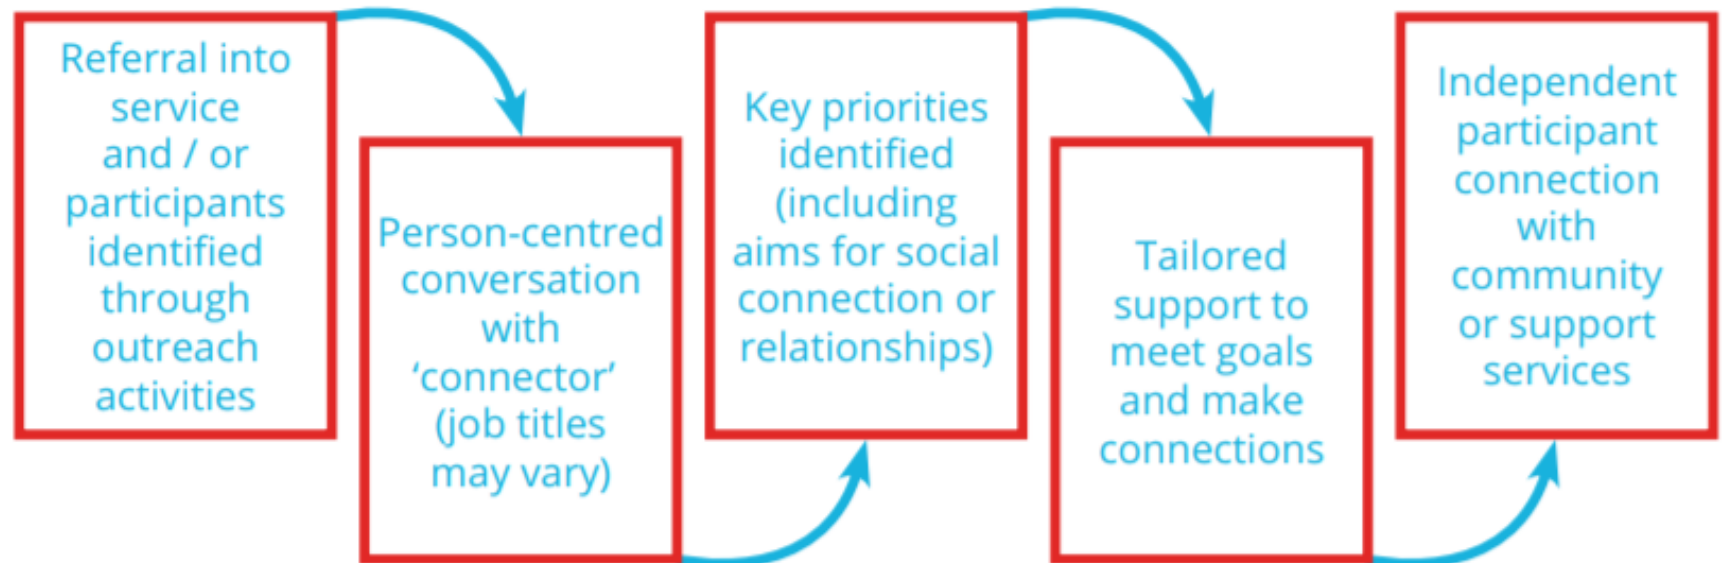 Referral into
service
and / or
participants
identified
through
outreach
activities
Person-centred
conversation
with
‘connector’
(job titles
may vary)
Key priorities
identified
(including
aims for social
connection or
relationships)
Tailored
support to
meet goals
and make
connections
Independent
participant
connection
with
community
or support
services